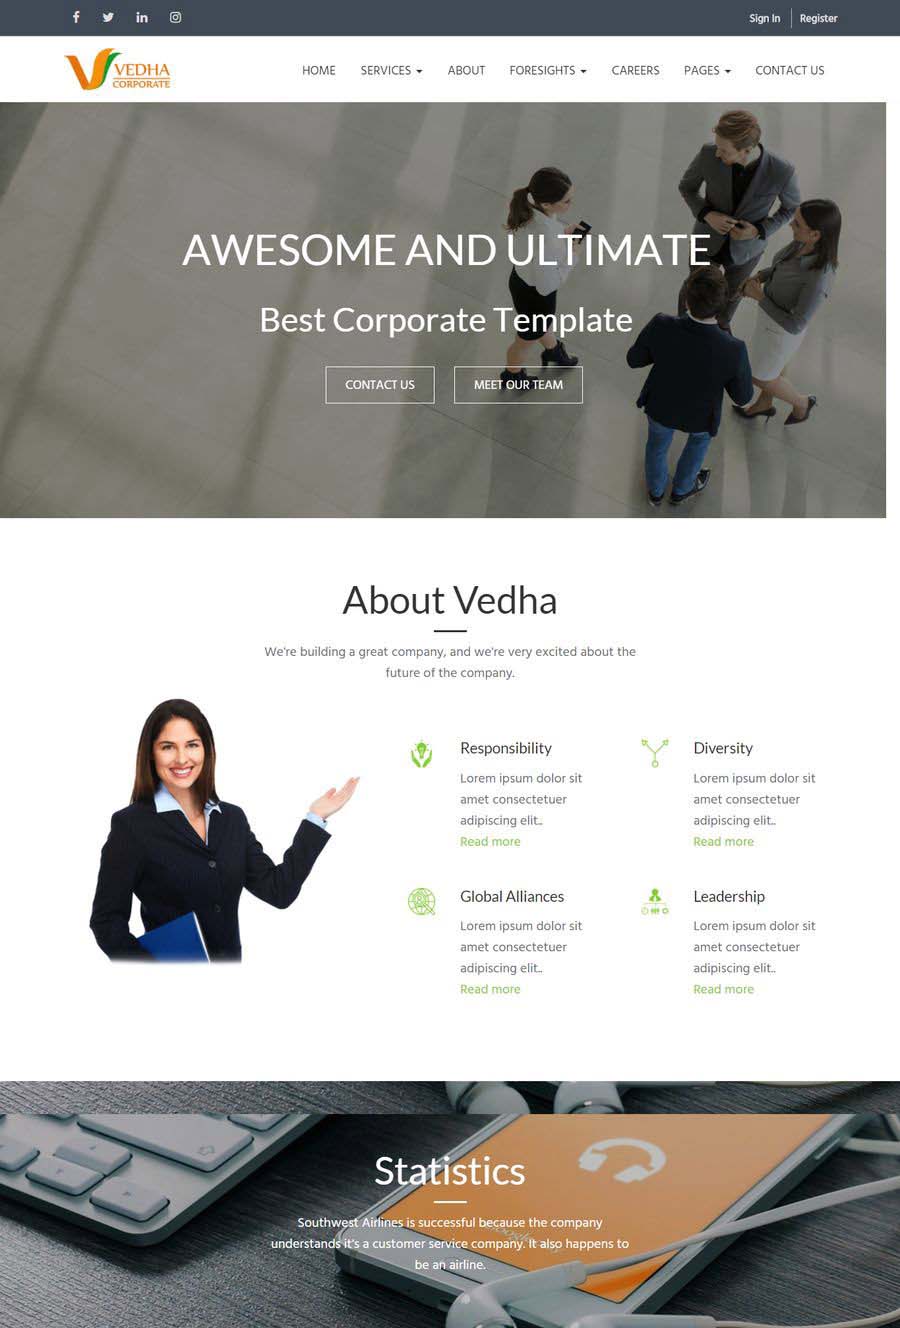 Sign In
Register
VEDHA
CORPORATE
HOME
SERVICES
ABOUT
FORESIGHTS
CAREERS
PAGES
CONTACT US
AWESOME AND ULTIMATE
Best Corporate Template
CONTACT US
MEET OUR TEAM
About Vedha
We're building a great company, and we're very excited about the
future of the company.
Responsibility
Lorem ipsum dolor sit
amet consectetuer
adipiscing elit..
Read more
Diversity
Lorem ipsum dolor sit
amet consectetuer
adipiscing elit..
Read more
Global Alliances
Lorem ipsum dolor sit
amet consectetuer
adipiscing elit..
Read more
Leadership
Lorem ipsum dolor sit
amet consectetuer
adipiscing elit..
Read more
Statistics
Southwest Airlines is successful because the company
understands it's a customer service company. It also happens to
be an airline.